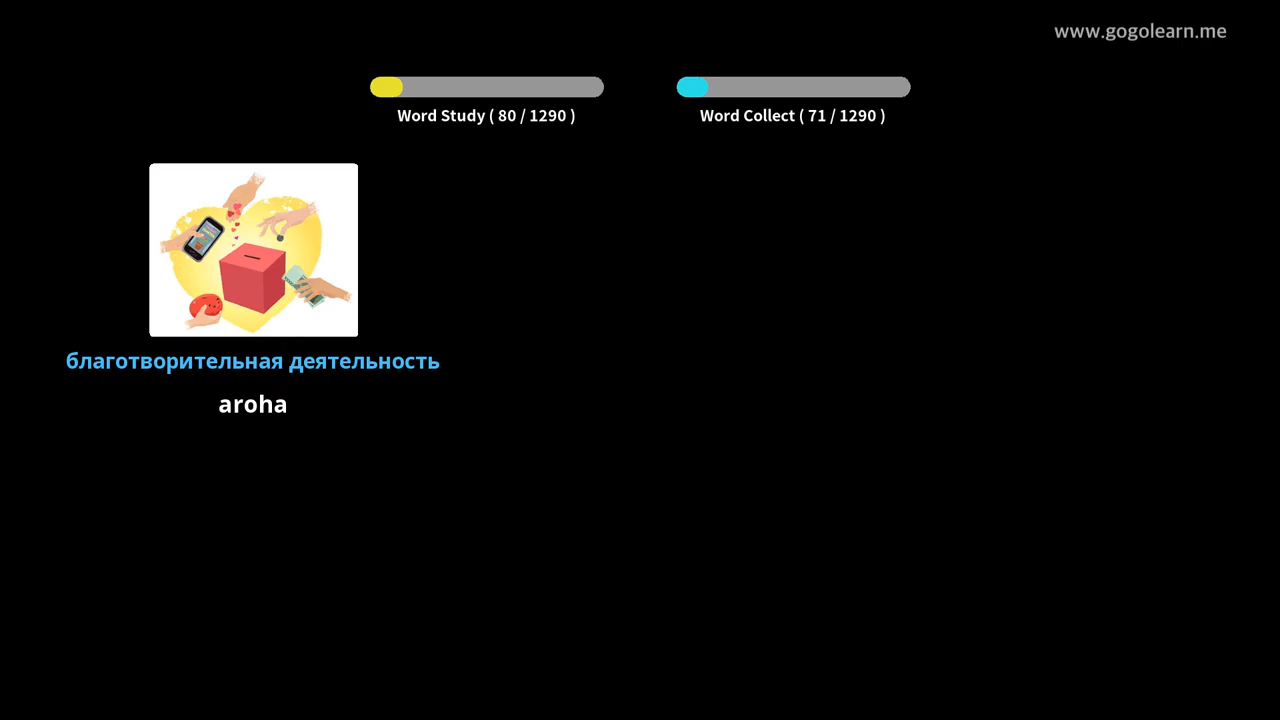 www.gogolearn.me
Word Study ( 80 / 1290 )
Word Collect ( 71 / 1290 )
благотворительная деятельность
aroha